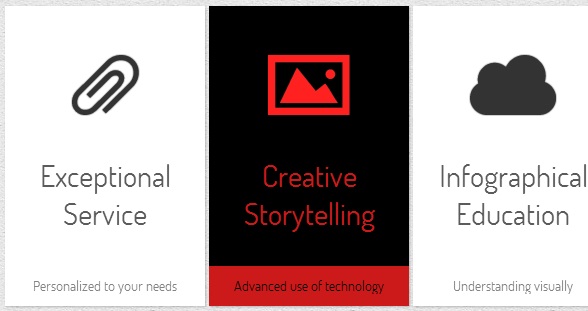 Exceptional
Service
Personalized to your needs
Creative
Storytelling
Advanced use of technology
Infographical
Education
Understanding visually